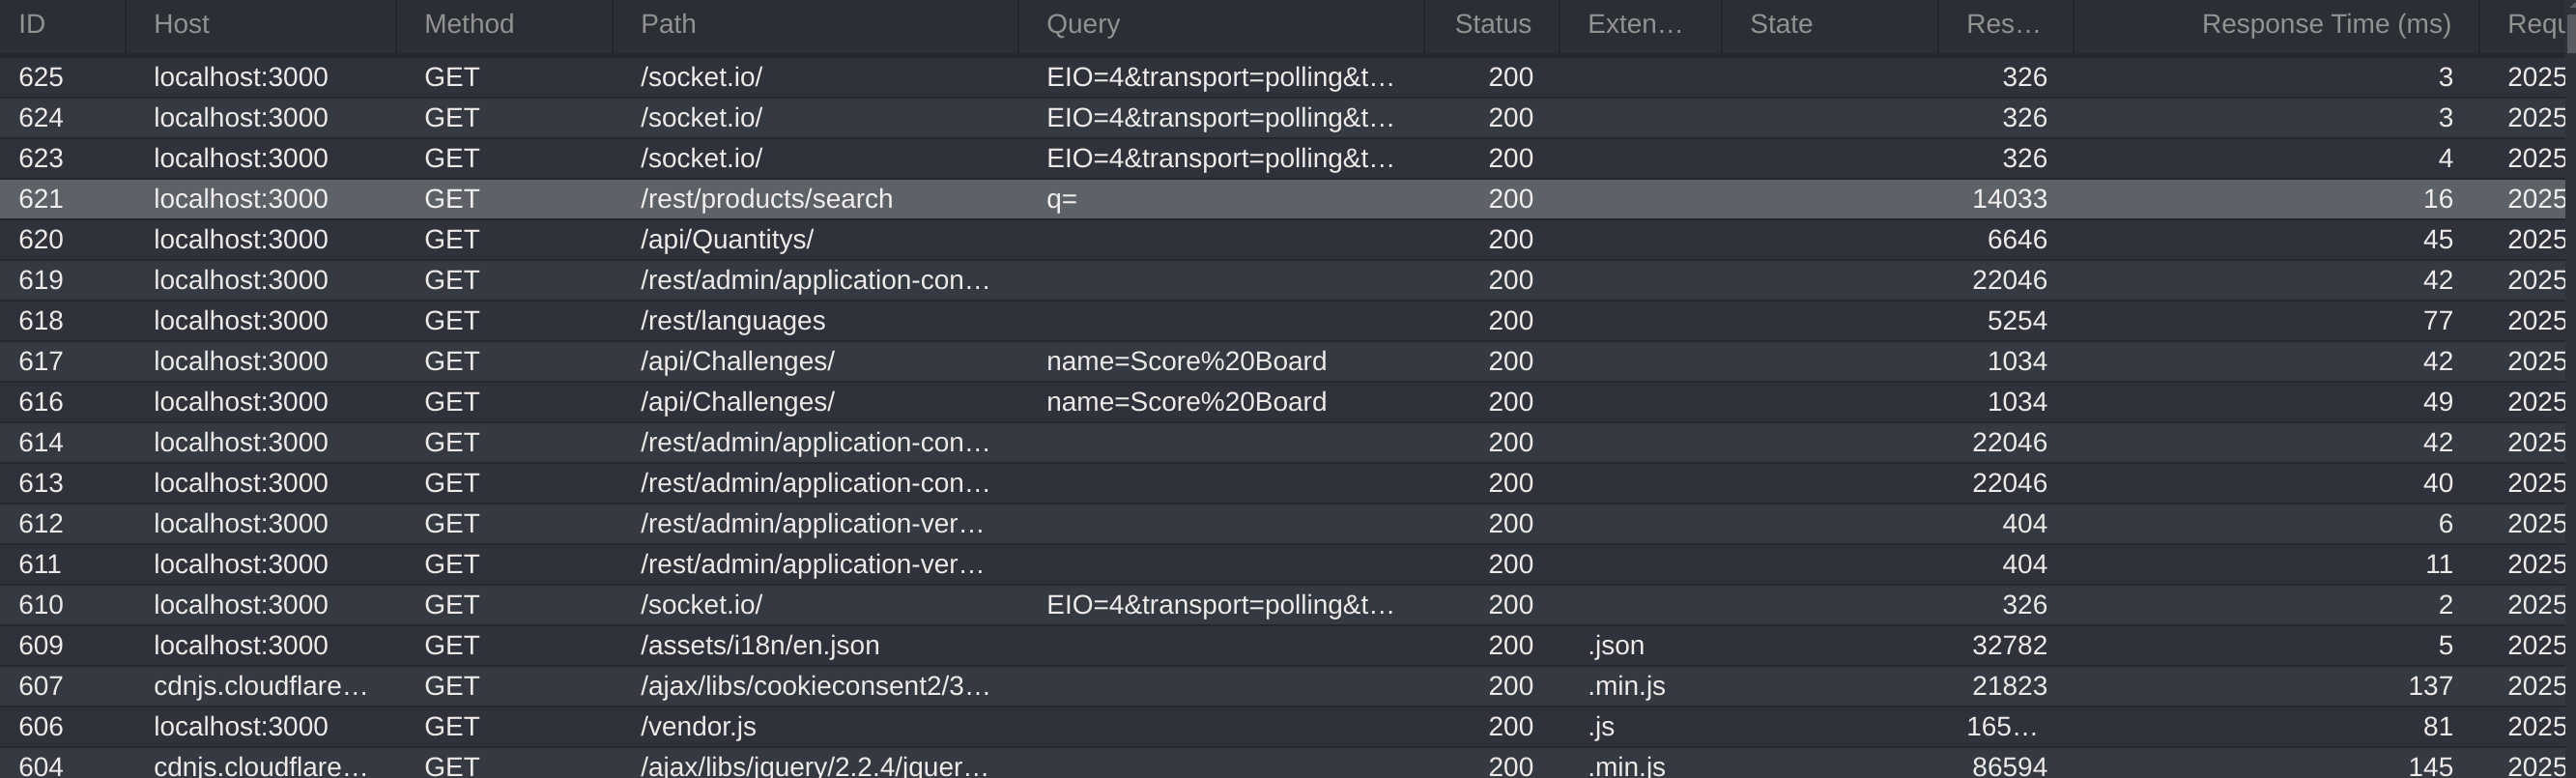 ID Host Method Path Query Status Exten… State Res… Response Time (ms) Requ
625 localhost:3000 GET /socket.io/ EIO=4&transport=polling&t… 200 326 3 2025
624 localhost:3000 GET /socket.io/ EIO=4&transport=polling&t… 200 326 3 2025
623 localhost:3000 GET /socket.io/ EIO=4&transport=polling&t… 200 326 4 2025
621 localhost:3000 GET /rest/products/search q= 200 14033 16 2025
620 localhost:3000 GET /api/Quantitys/ 200 6646 45 2025
619 localhost:3000 GET /rest/admin/application-con… 200 22046 42 2025
618 localhost:3000 GET /rest/languages 200 5254 77 2025
617 localhost:3000 GET /api/Challenges/ name=Score%20Board 200 1034 42 2025
616 localhost:3000 GET /api/Challenges/ name=Score%20Board 200 1034 49 2025
614 localhost:3000 GET /rest/admin/application-con… 200 22046 42 2025
613 localhost:3000 GET /rest/admin/application-con… 200 22046 40 2025
612 localhost:3000 GET /rest/admin/application-ver… 200 404 6 2025
611 localhost:3000 GET /rest/admin/application-ver… 200 404 11 2025
610 localhost:3000 GET /socket.io/ EIO=4&transport=polling&t… 200 326 2 2025
609 localhost:3000 GET /assets/i18n/en.json 200 .json 32782 5 2025
607 cdnjs.cloudflare… GET /ajax/libs/cookieconsent2/3… 200 .min.js 21823 137 2025
606 localhost:3000 GET /vendor.js 200 .js 165… 81 2025
604 cdnjs.cloudflare… GET /ajax/libs/jquery/2.2.4/jquer… 200 .min.js 86594 145 2025